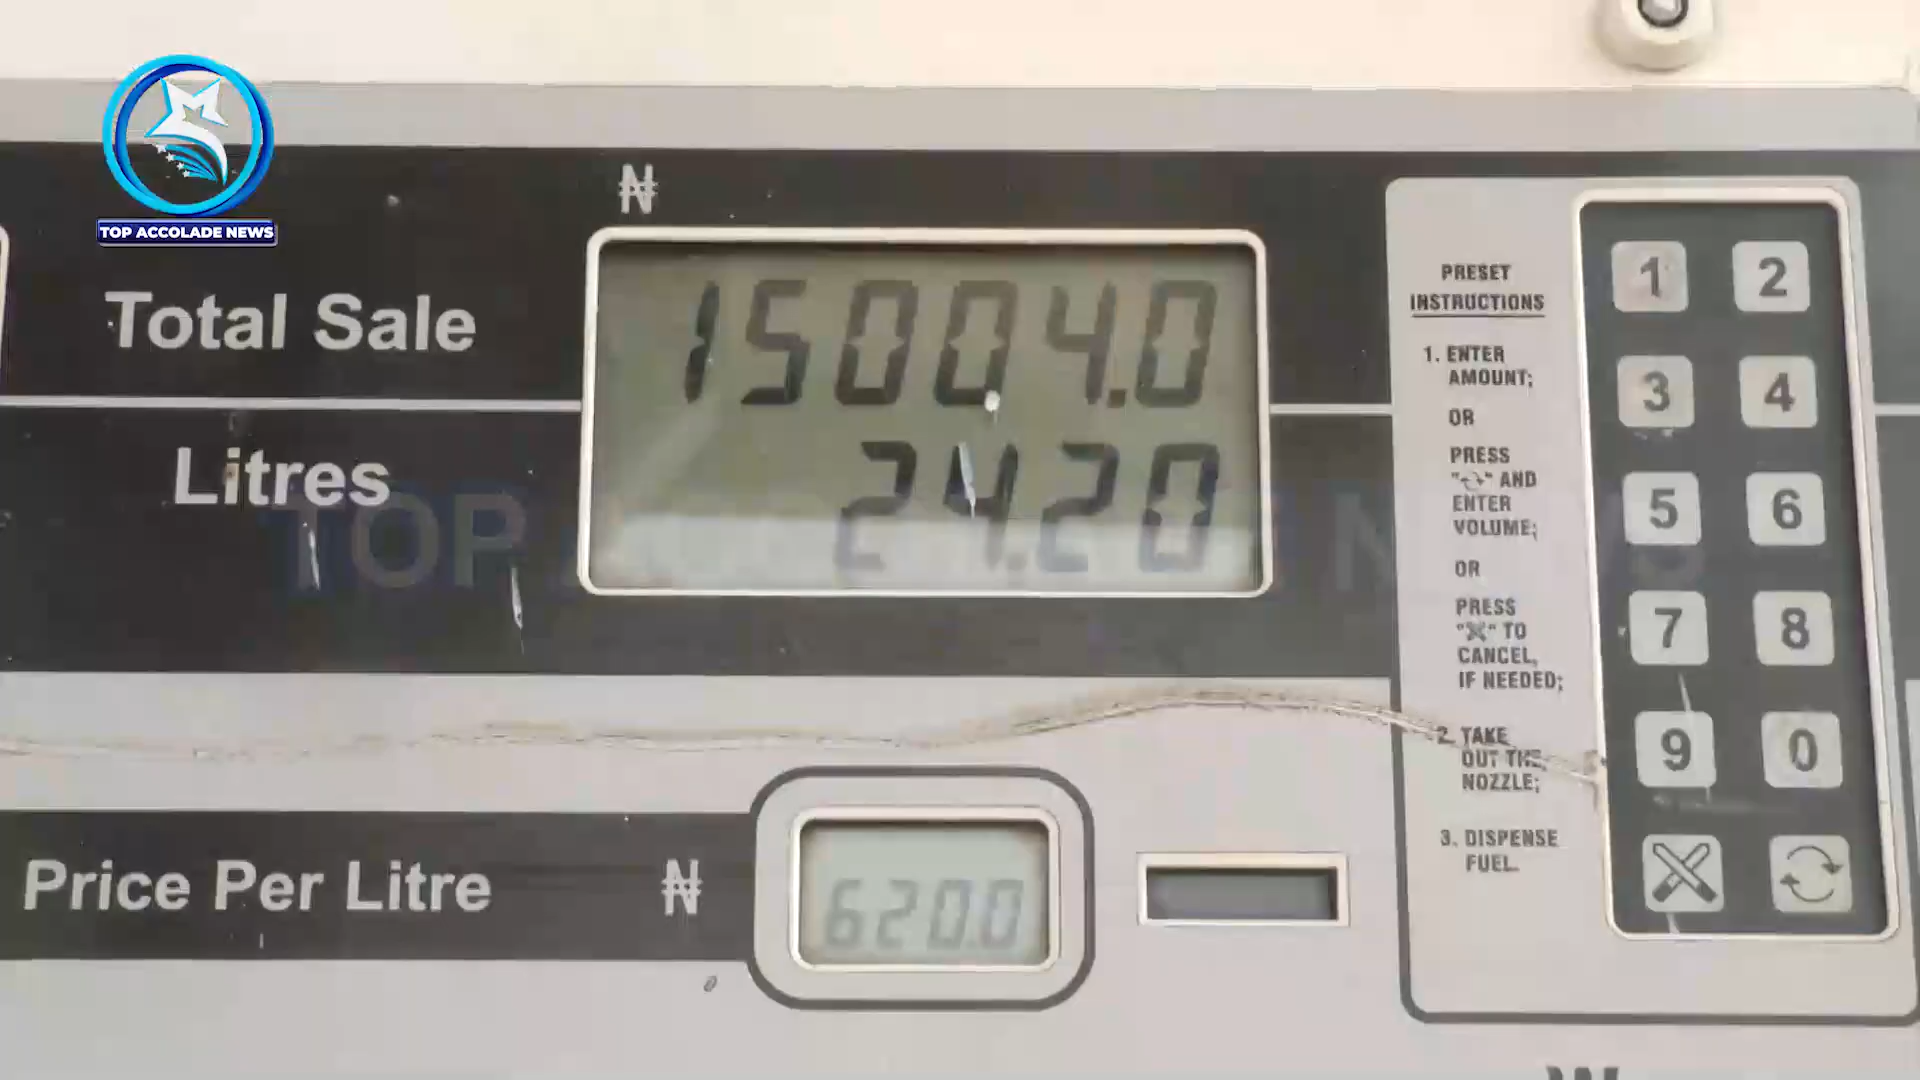 TOP ACCOLADE NEWS
₦
Total Sale
15004.0
Litres
24.20
Price Per Litre
₦
620.0
PRESET
INSTRUCTIONS
1. ENTER
AMOUNT;
OR
PRESS
"⟳" AND
ENTER
VOLUME;
OR
PRESS
"X" TO
CANCEL,
IF NEEDED;
2. TAKE
OUT THE
NOZZLE;
3. DISPENSE
FUEL.
1 2
3 4
5 6
7 8
9 0
TOP